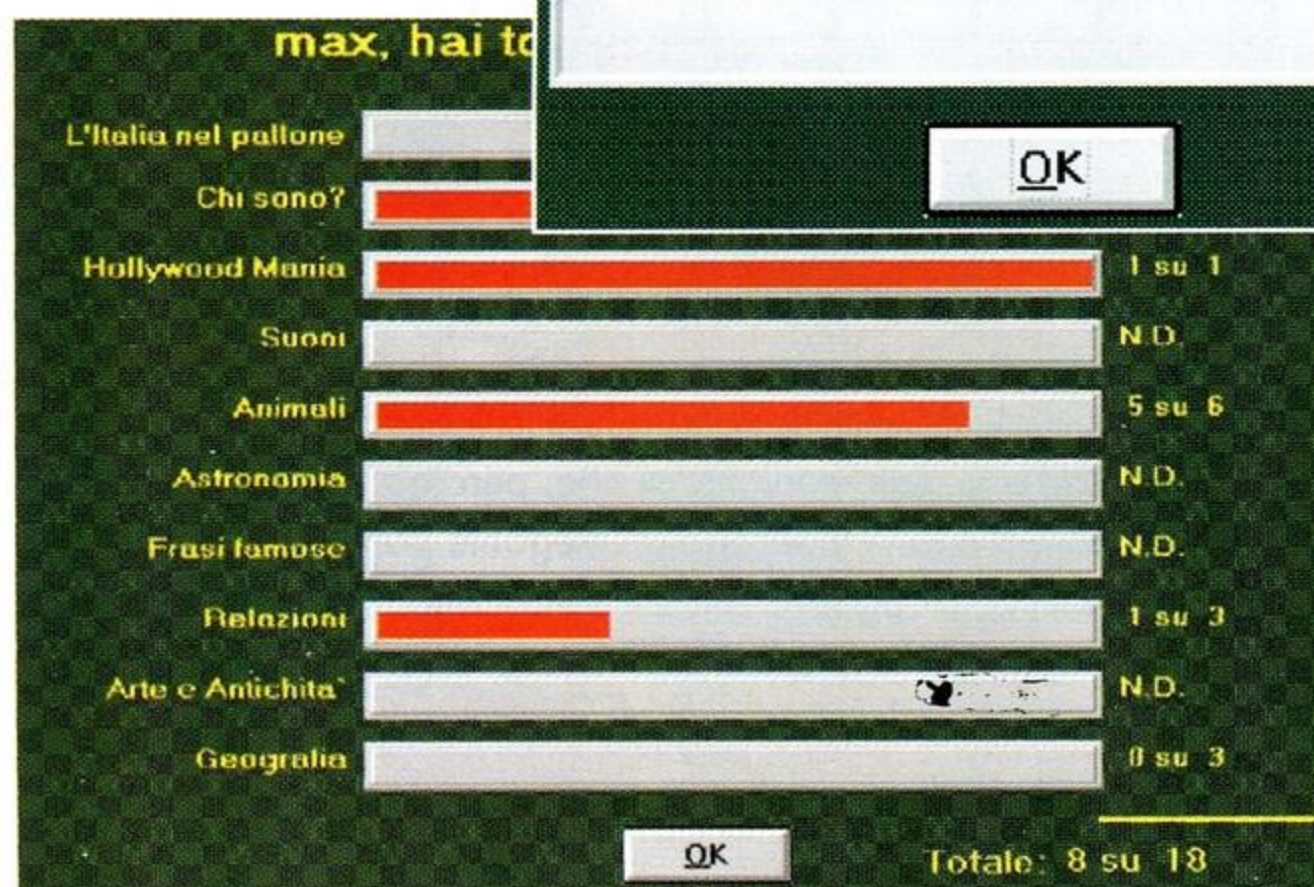 max, hai to
L'Italia nel pallone
OK
Chi sono?
Hollywood Mania 1 su 1
Suoni N.D.
Animali 5 su 6
Astronomia N.D.
Frasi famose N.D.
Relazioni 1 su 3
Arte e Antichita` N.D.
Geografia 0 su 3
OK Totale: 8 su 18